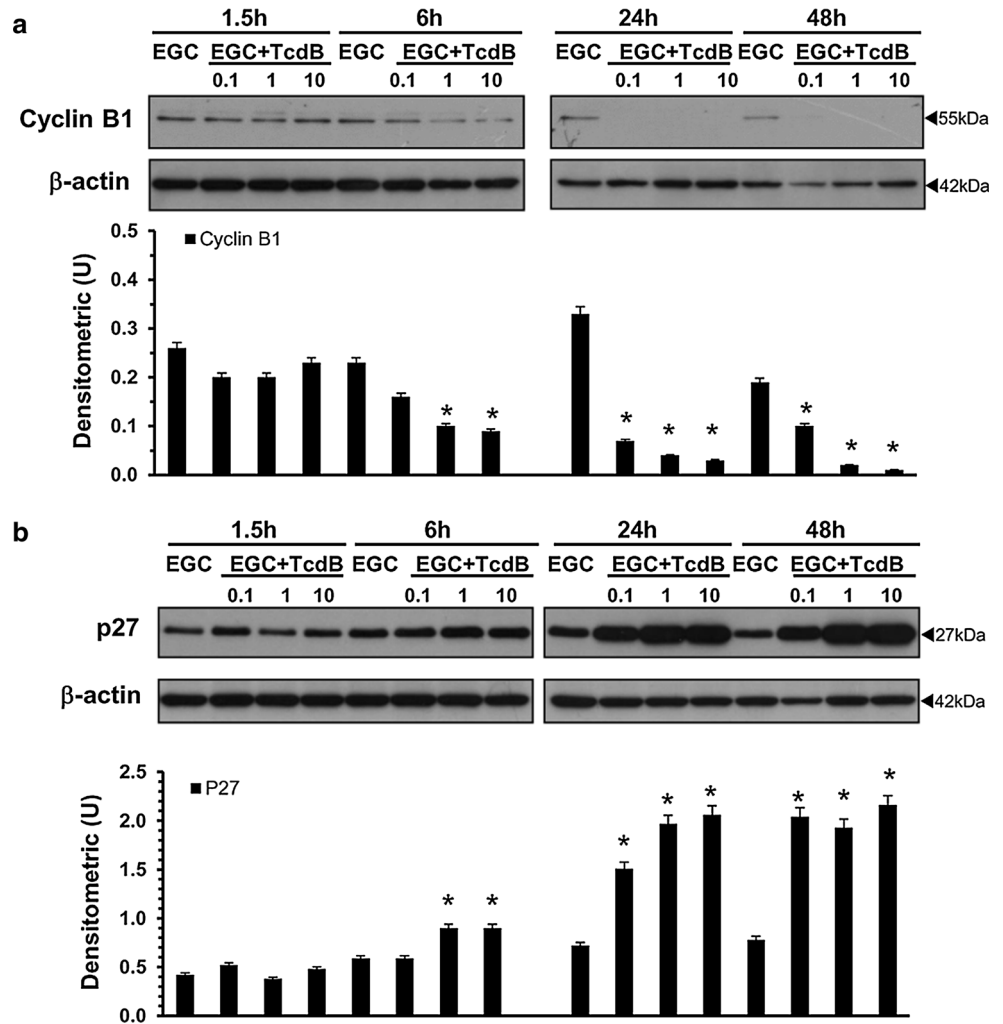 a
1.5h 6h 24h 48h
EGC EGC+TcdB EGC EGC+TcdB EGC EGC+TcdB EGC EGC+TcdB
0.1 1 10 0.1 1 10 0.1 1 10 0.1 1 10
Cyclin B1 ◄55kDa
β-actin ◄42kDa
Densitometric (U)
■ Cyclin B1
0.5
0.4
0.3
0.2
0.1
0.0
* * * * * * * *
b
1.5h 6h 24h 48h
EGC EGC+TcdB EGC EGC+TcdB EGC EGC+TcdB EGC EGC+TcdB
0.1 1 10 0.1 1 10 0.1 1 10 0.1 1 10
p27 ◄27kDa
β-actin ◄42kDa
Densitometric (U)
■ P27
2.5
2.0
1.5
1.0
0.5
0.0
* * * * * * * *